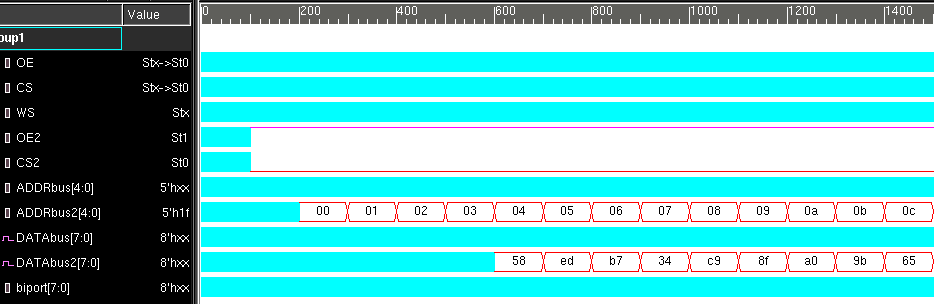 Value
0 200 400 600 800 1000 1200 1400
oup1
OE Stx->St0
CS Stx->St0
WS Stx
OE2 St1
CS2 St0
ADDRbus[4:0] 5'hxx
ADDRbus2[4:0] 5'h1f 00 01 02 03 04 05 06 07 08 09 0a 0b 0c
DATAbus[7:0] 8'hxx
DATAbus2[7:0] 8'hxx 58 ed b7 34 c9 8f a0 9b 65
biport[7:0] 8'hxx